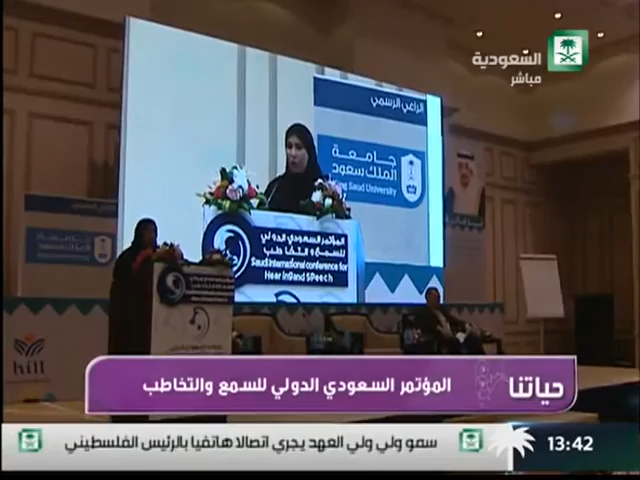 السعودية
مباشر
الراعي الرسمي
جامعة
الملك سعود
King Saud University
المؤتمر السعودي الدولي
للسمع والتخاطب
Saudi international conference for
Hearing and Speech
hill
حياتنا
المؤتمر السعودي الدولي للسمع والتخاطب
سمو ولي ولي العهد يجري اتصالا هاتفيا بالرئيس الفلسطيني
13:42